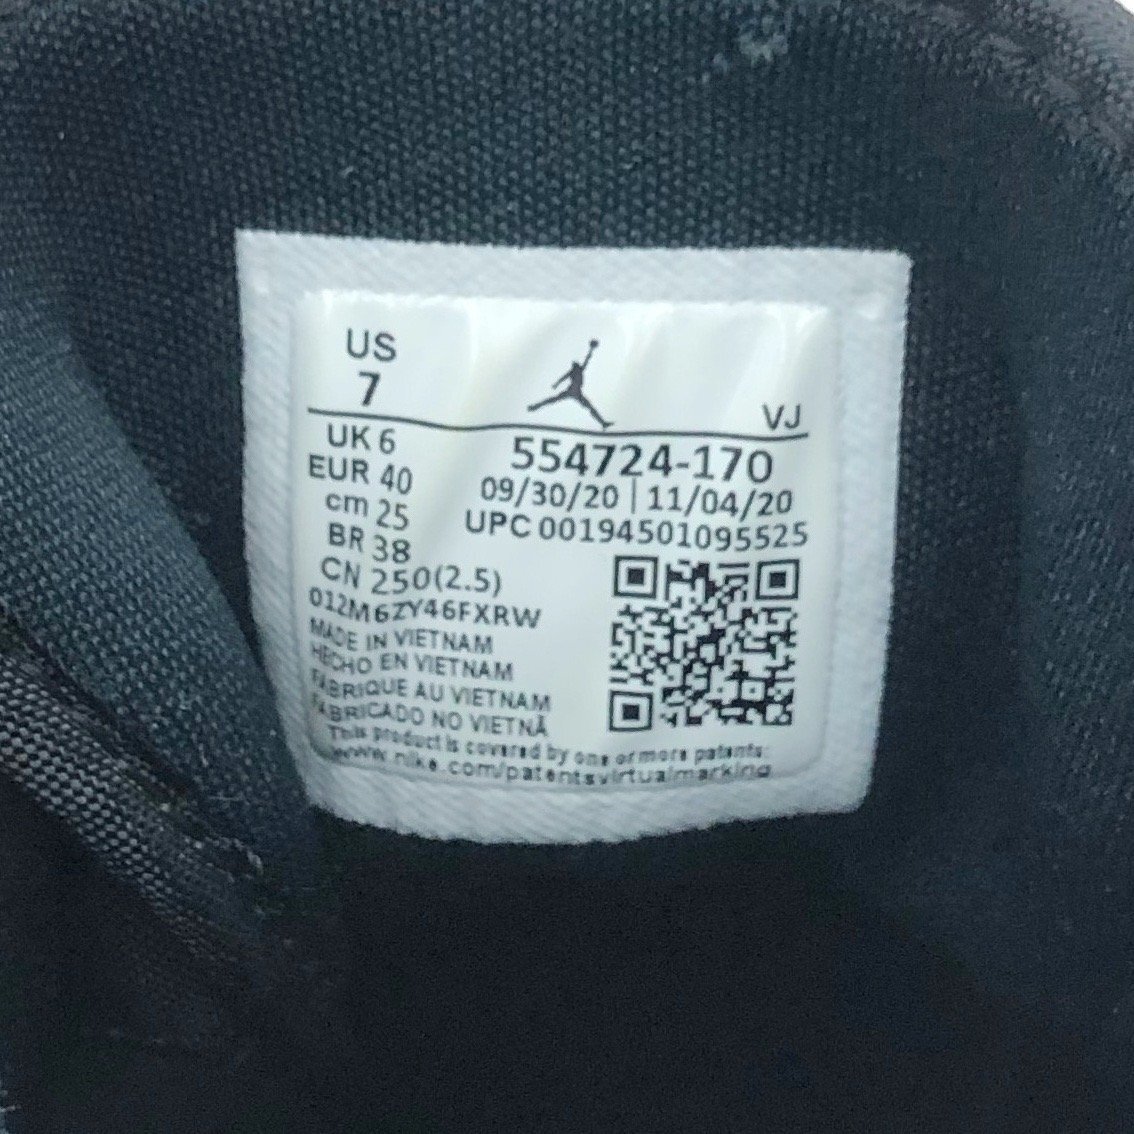 US
7
VJ
UK 6
EUR 40
cm 25
BR 38
CN 250(2.5)
554724-170
09/30/20 | 11/04/20
UPC 00194501095525
012M6ZY46FXRW
MADE IN VIETNAM
HECHO EN VIETNAM
FABRIQUE AU VIETNAM
FABRICADO NO VIETNÃ
This product is covered by one or more patents:
www.nike.com/patentsvirtualmarking